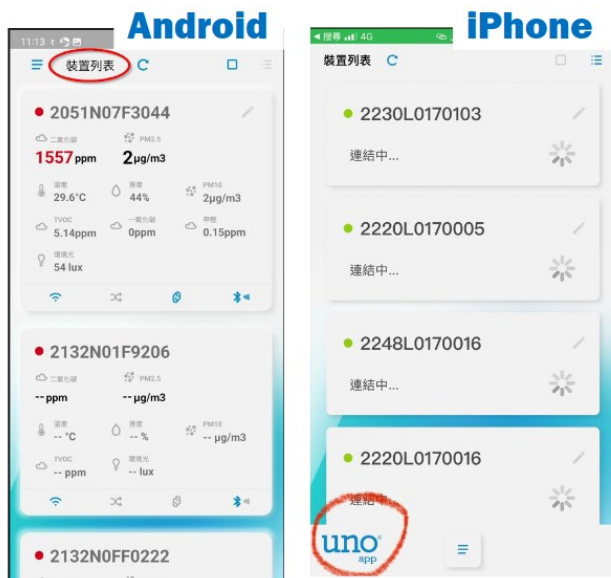 Android
11:13
裝置列表
2051N07F3044
二氧化碳
PM2.5
1557 ppm
2µg/m3
溫度
濕度
PM10
29.6°C
44%
2µg/m3
TVOC
一氧化碳
甲醛
5.14ppm
0ppm
0.15ppm
環境光
54 lux
2132N01F9206
二氧化碳
PM2.5
-- ppm
-- µg/m3
溫度
濕度
PM10
-- °C
-- %
-- µg/m3
TVOC
環境光
-- ppm
-- lux
2132N0FF0222
iPhone
搜尋
4G
裝置列表
2230L0170103
連結中...
2220L0170005
連結中...
2248L0170016
連結中...
2220L0170016
連結中...
uno
app